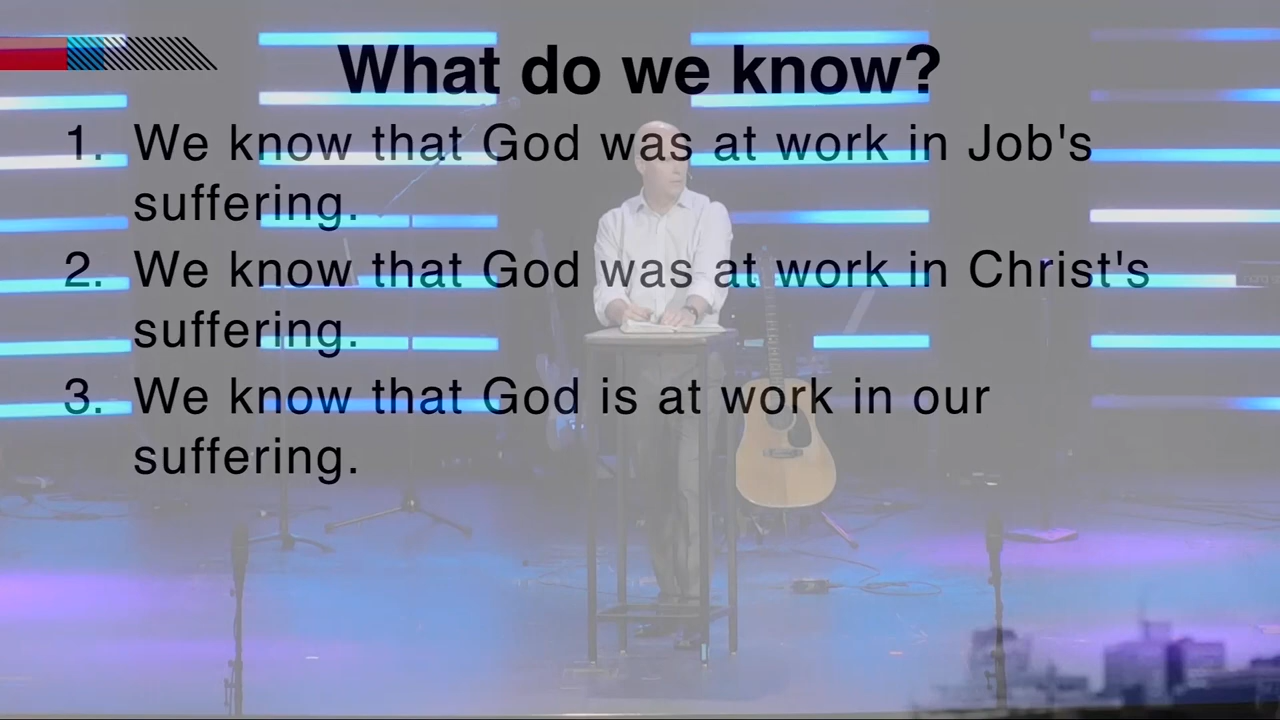 What do we know?
1. We know that God was at work in Job's
suffering.
2. We know that God was at work in Christ's
suffering.
3. We know that God is at work in our
suffering.